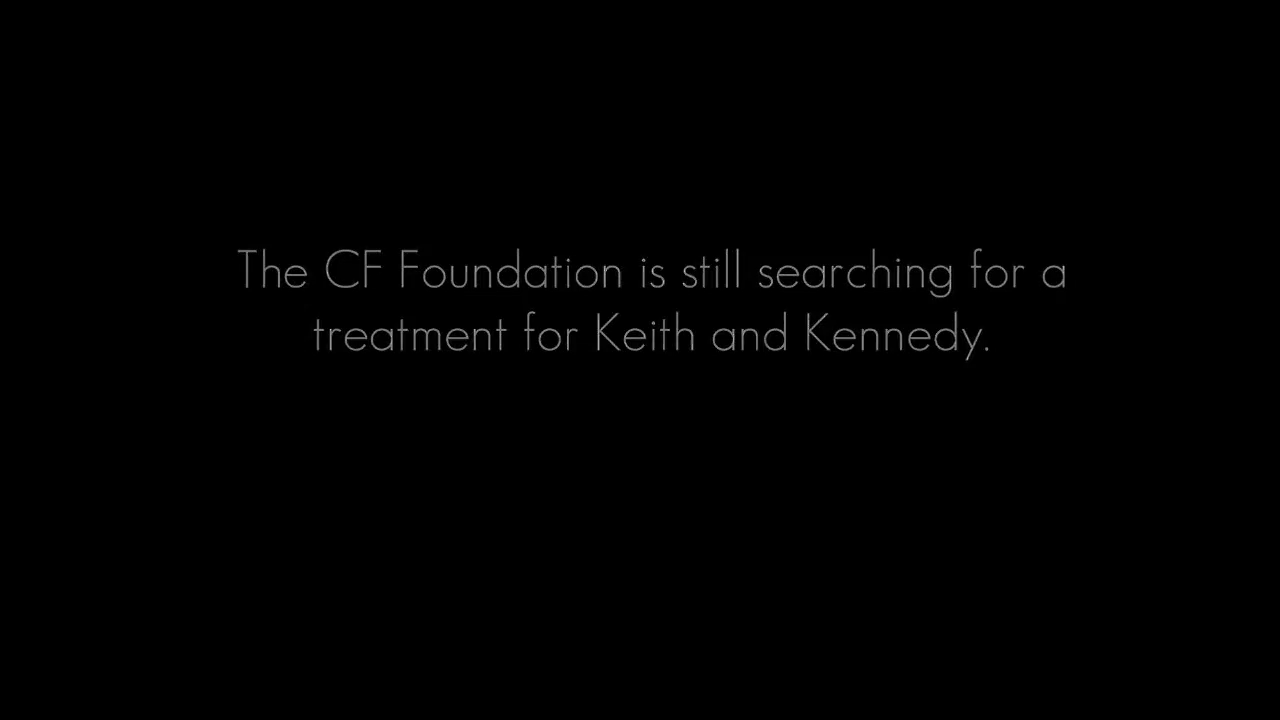 The CF Foundation is still searching for a
treatment for Keith and Kennedy.